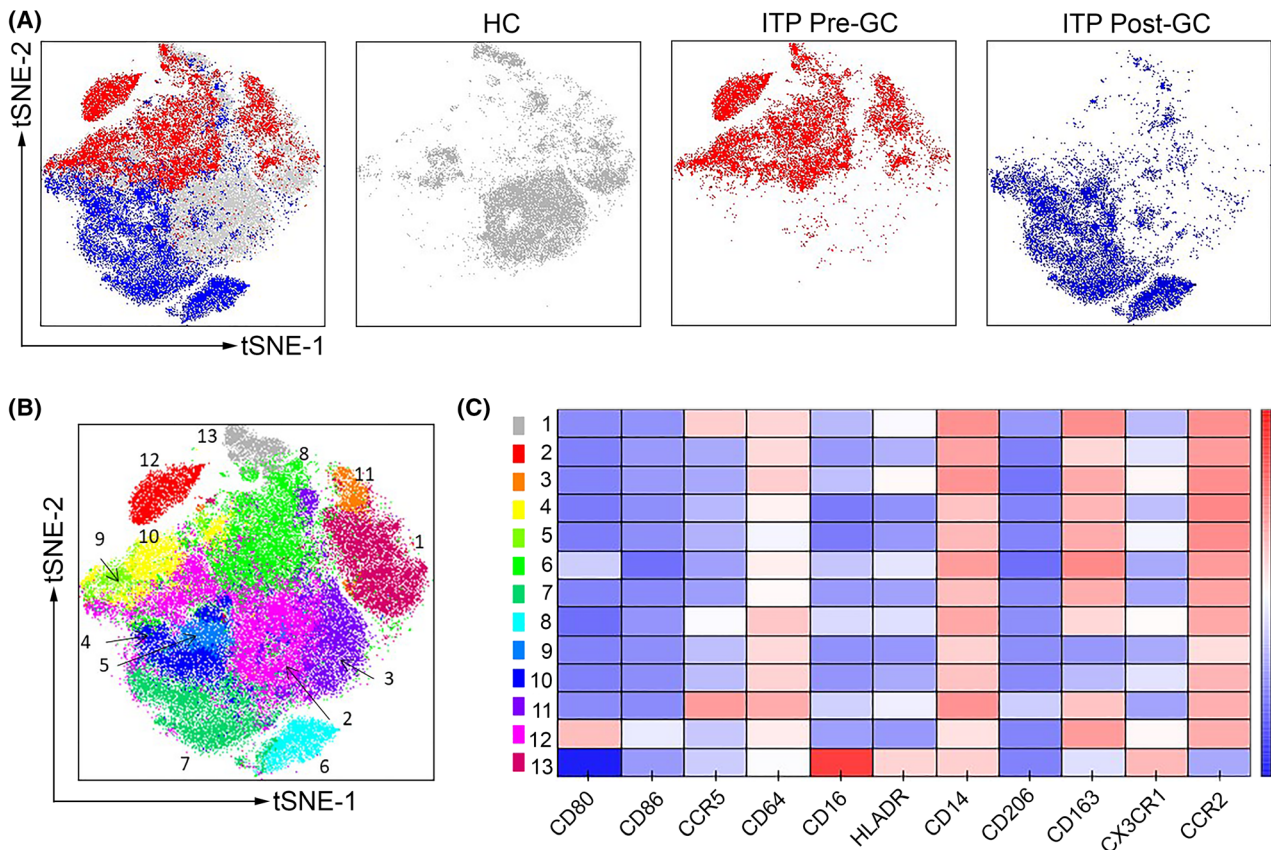 (A)
HC
ITP Pre-GC
ITP Post-GC
tSNE-2
tSNE-1
(B)
13
8
12
11
10
9
1
4
5
3
2
7
6
tSNE-2
tSNE-1
(C)
1
2
3
4
5
6
7
8
9
10
11
12
13
CD80
CD86
CCR5
CD64
CD16
HLADR
CD14
CD206
CD163
CX3CR1
CCR2